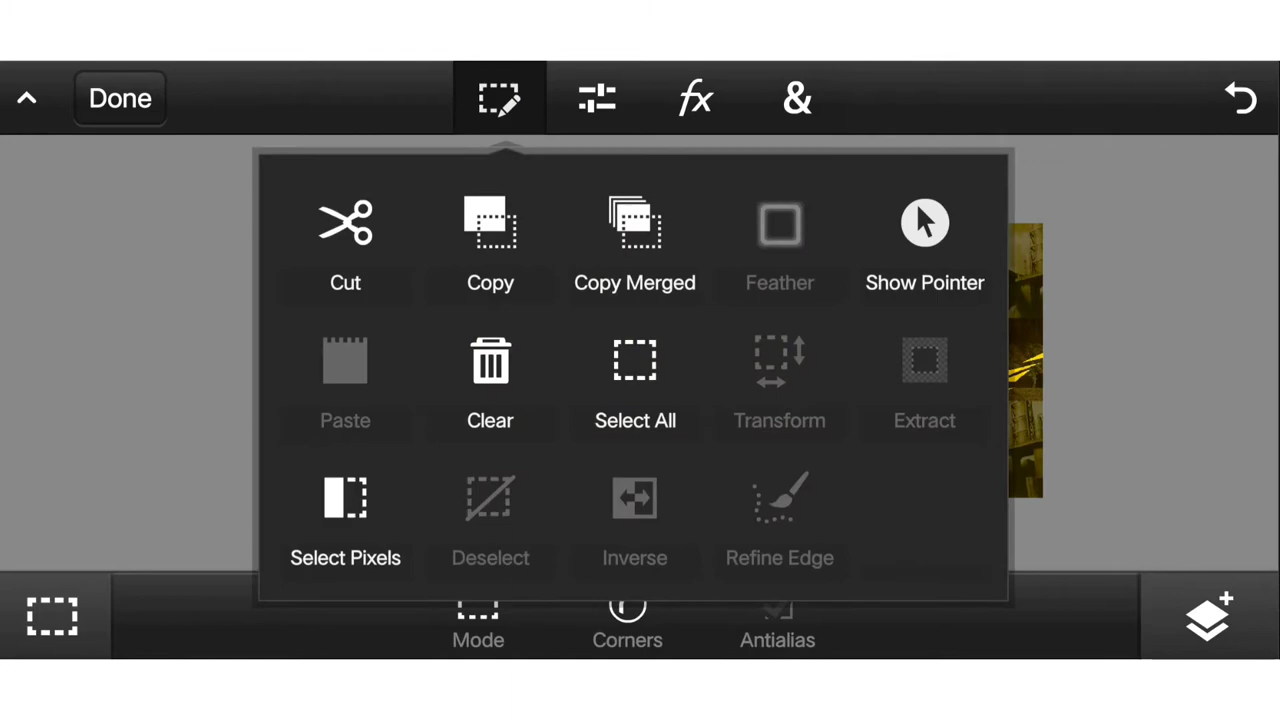 Done
fx
&
Cut
Copy
Copy Merged
Feather
Show Pointer
Paste
Clear
Select All
Transform
Extract
Select Pixels
Deselect
Inverse
Refine Edge
Mode
Corners
Antialias